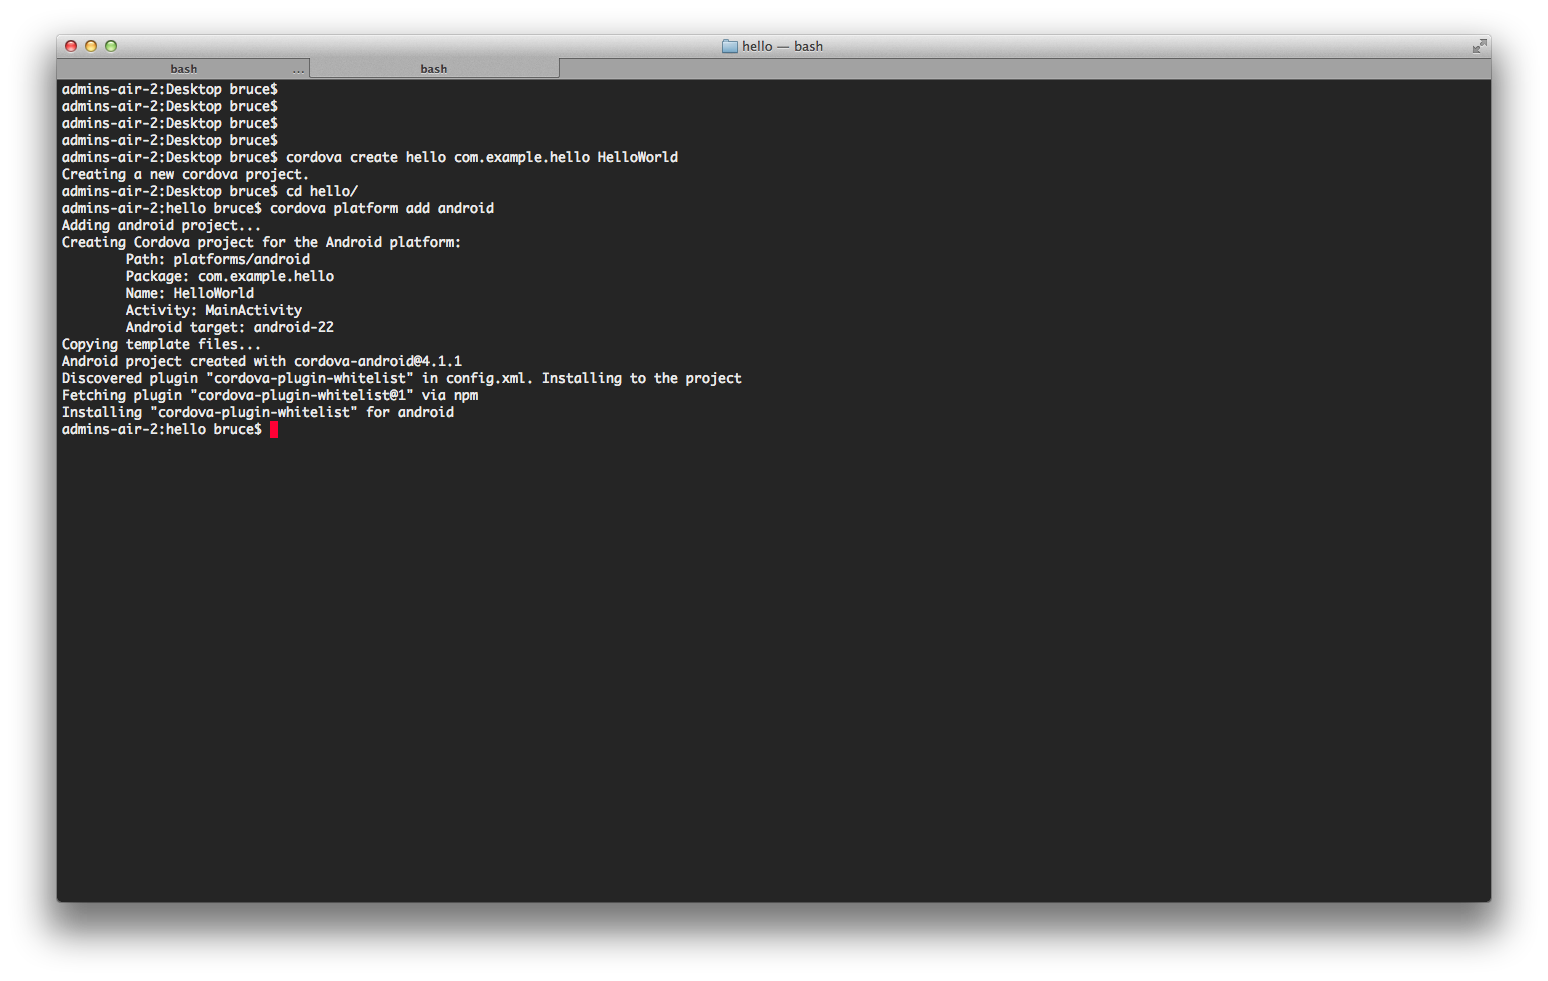 hello — bash
bash ... bash
admins-air-2:Desktop bruce$
admins-air-2:Desktop bruce$
admins-air-2:Desktop bruce$
admins-air-2:Desktop bruce$
admins-air-2:Desktop bruce$ cordova create hello com.example.hello HelloWorld
Creating a new cordova project.
admins-air-2:Desktop bruce$ cd hello/
admins-air-2:hello bruce$ cordova platform add android
Adding android project...
Creating Cordova project for the Android platform:
        Path: platforms/android
        Package: com.example.hello
        Name: HelloWorld
        Activity: MainActivity
        Android target: android-22
Copying template files...
Android project created with cordova-android@4.1.1
Discovered plugin "cordova-plugin-whitelist" in config.xml. Installing to the project
Fetching plugin "cordova-plugin-whitelist@1" via npm
Installing "cordova-plugin-whitelist" for android
admins-air-2:hello bruce$